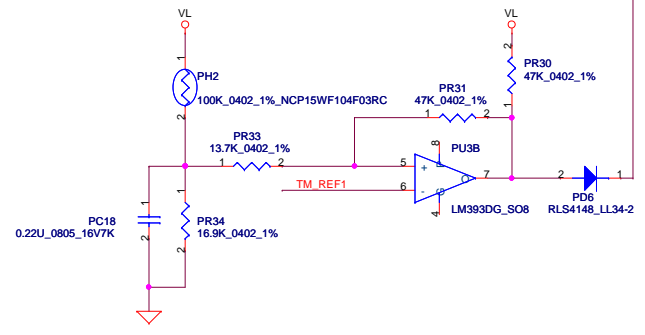 VL
VL
1
PH2
100K_0402_1%_NCP15WF104F03RC
2
2
PR30
47K_0402_1%
1
PR31
47K_0402_1%
1
2
PR33
13.7K_0402_1%
1
2
8
PU3B
5
+
7
O
2
1
TM_REF1
6
-
G
4
LM393DG_SO8
PD6
RLS4148_LL34-2
1
PC18
0.22U_0805_16V7K
2
1
PR34
16.9K_0402_1%
2